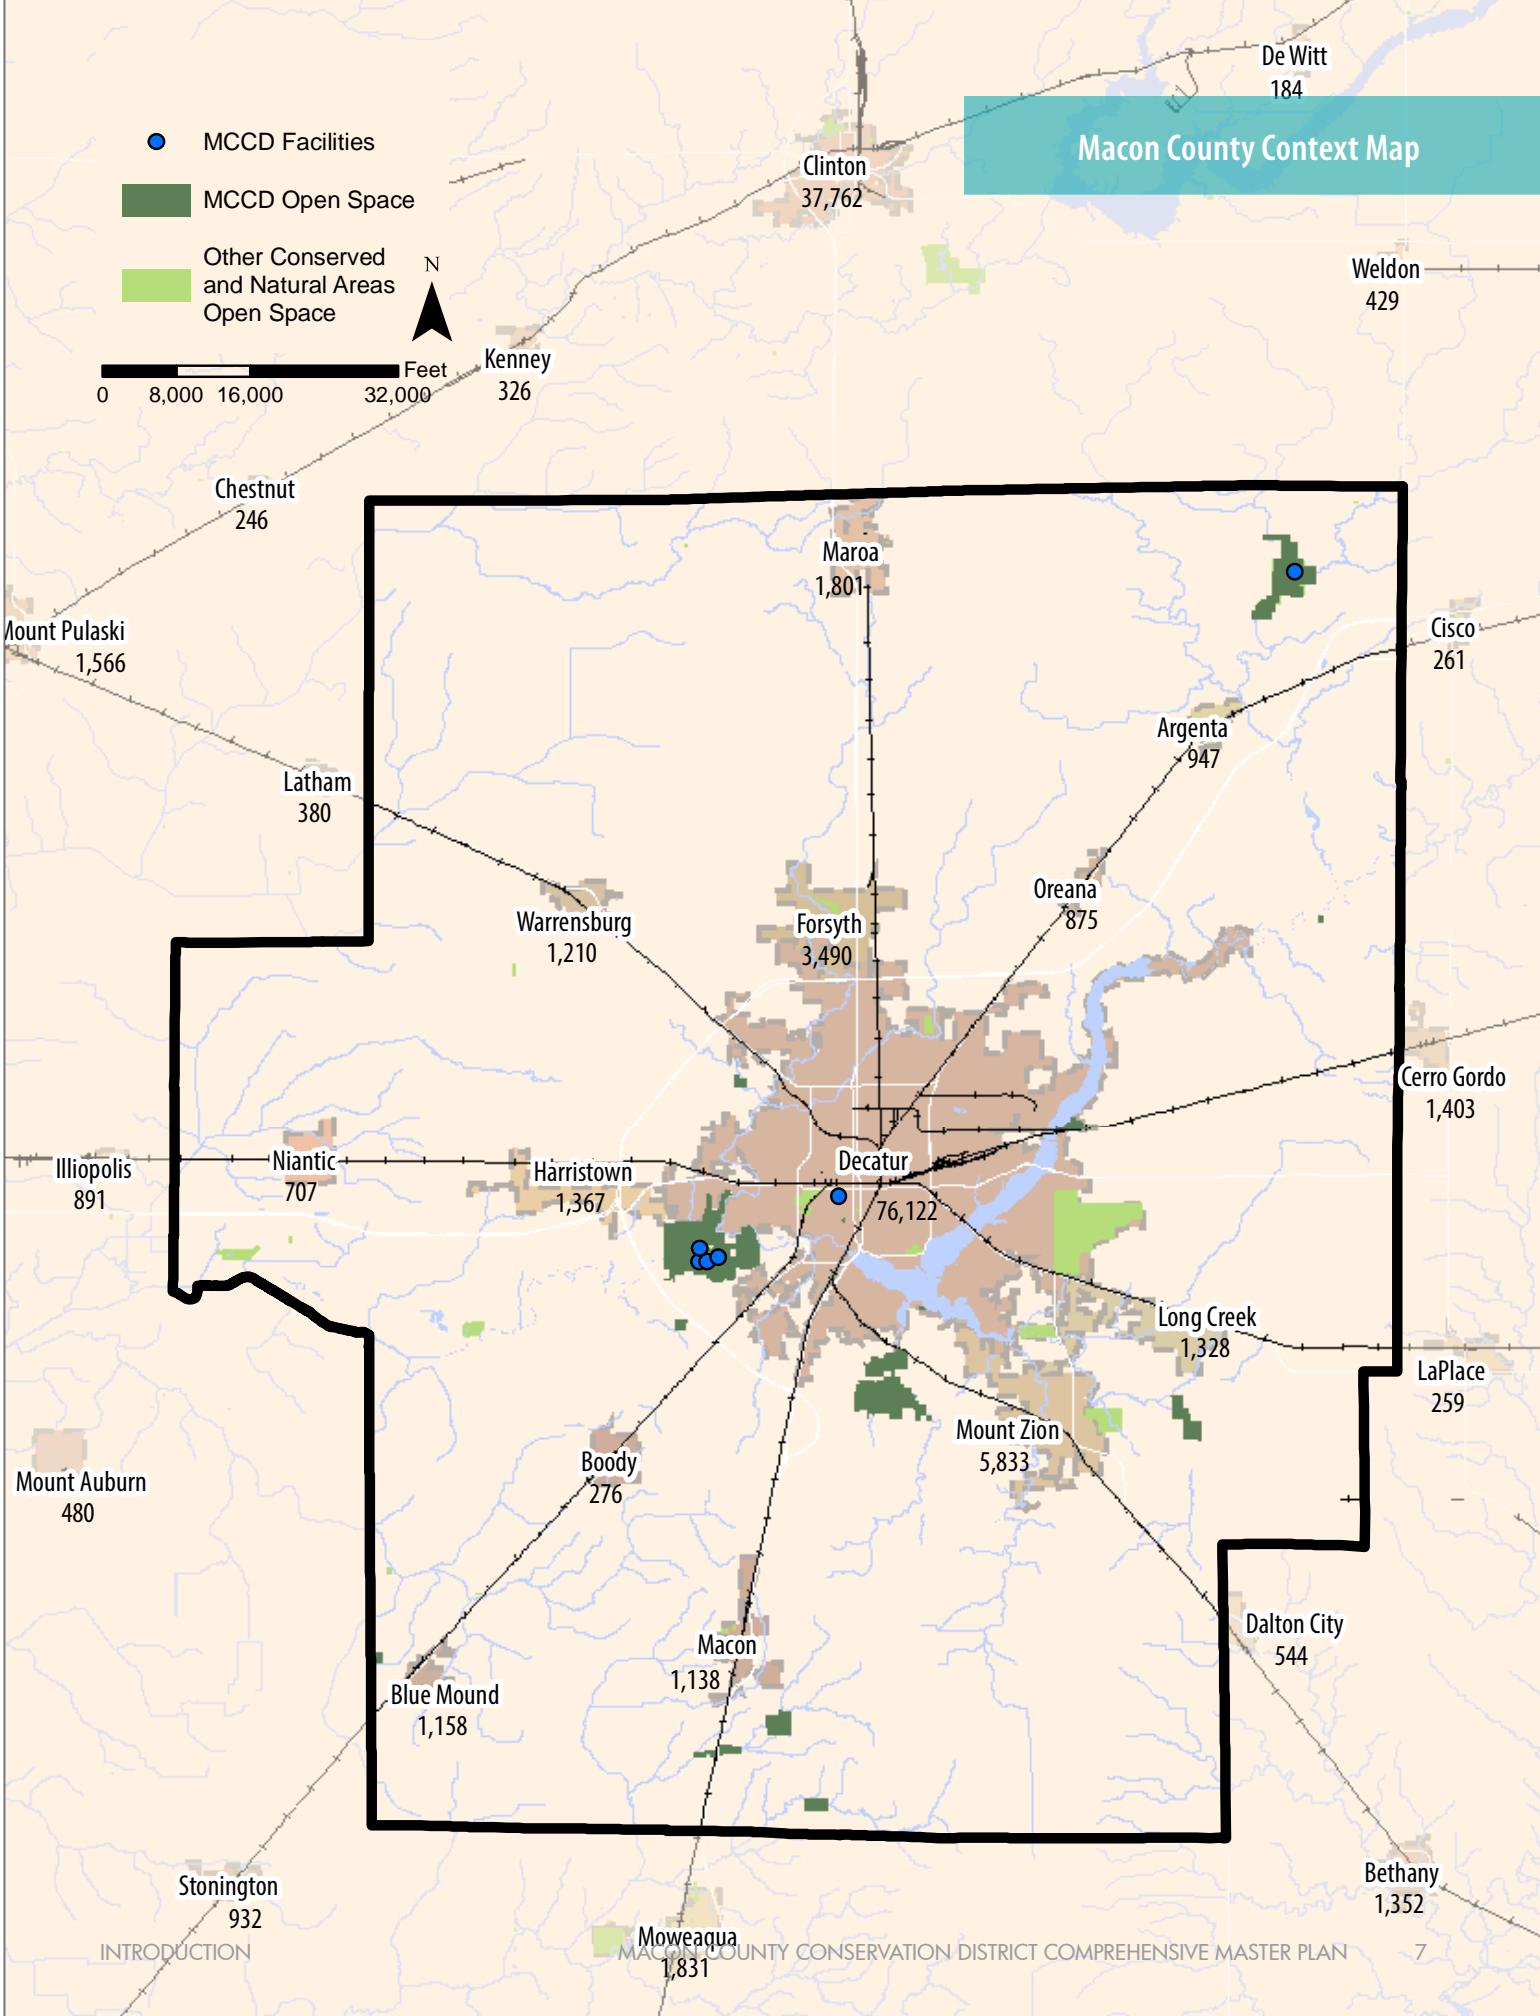 De Witt
184
Macon County Context Map
MCCD Facilities
MCCD Open Space
Other Conserved
and Natural Areas
Open Space
N
Feet
0 8,000 16,000 32,000
Clinton
37,762
Weldon
429
Kenney
326
Chestnut
246
Maroa
1,801
Mount Pulaski
1,566
Cisco
261
Argenta
947
Latham
380
Oreana
875
Warrensburg
1,210
Forsyth
3,490
Cerro Gordo
1,403
Illiopolis
891
Niantic
707
Harristown
1,367
Decatur
76,122
Long Creek
1,328
LaPlace
259
Mount Zion
5,833
Boody
276
Mount Auburn
480
Dalton City
544
Macon
1,138
Blue Mound
1,158
Bethany
1,352
Stonington
932
Moweaqua
1,831
INTRODUCTION MACON COUNTY CONSERVATION DISTRICT COMPREHENSIVE MASTER PLAN 7